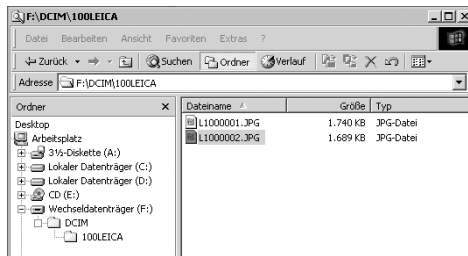 F:\DCIM\100LEICA
Datei Bearbeiten Ansicht Favoriten Extras ?
Zurück Suchen Ordner Verlauf
Adresse F:\DCIM\100LEICA
Ordner x Dateiname Größe Typ
Desktop
Arbeitsplatz
3½-Diskette (A:)
Lokaler Datenträger (C:)
Lokaler Datenträger (D:)
CD (E:)
Wechseldatenträger (F:)
DCIM
100LEICA
L1000001.JPG 1.740 KB JPG-Datei
L1000002.JPG 1.689 KB JPG-Datei